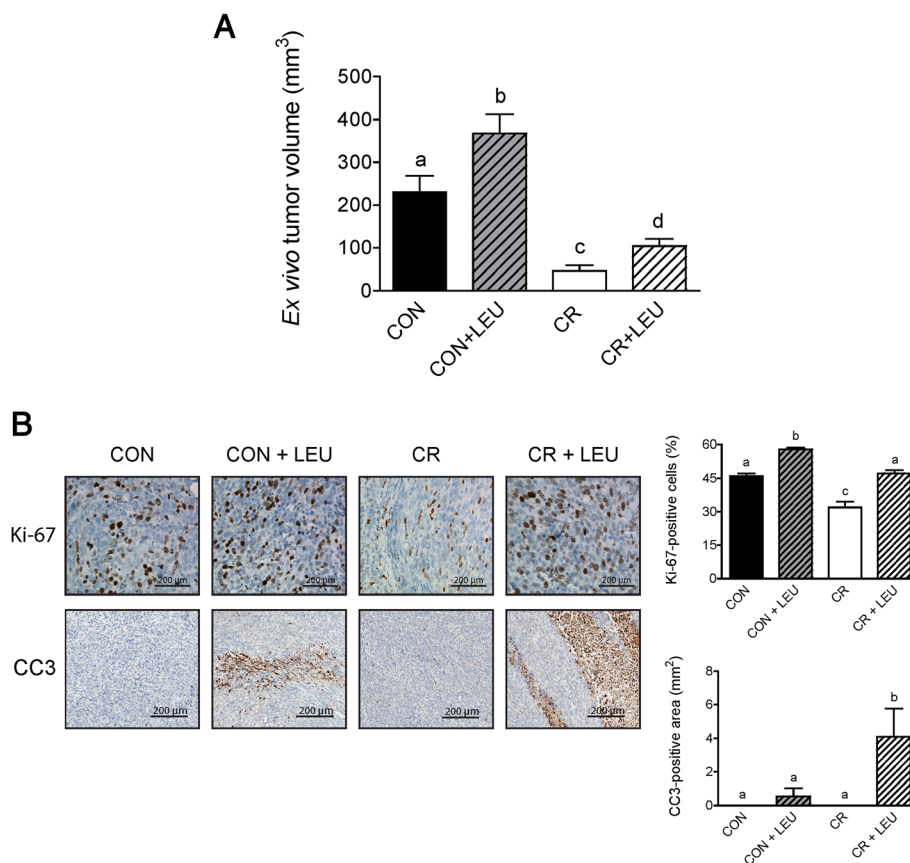 A
Ex vivo tumor volume (mm³)
500
400
300
200
100
0
a
b
c
d
CON
CON+LEU
CR
CR+LEU
B
CON
CON + LEU
CR
CR + LEU
Ki-67
200 µm
200 µm
200 µm
200 µm
CC3
200 µm
200 µm
200 µm
200 µm
Ki-67-positive cells (%)
60
45
30
15
0
a
b
c
a
CON
CON + LEU
CR
CR + LEU
CC3-positive area (mm²)
8
6
4
2
0
a
a
a
b
CON
CON + LEU
CR
CR + LEU